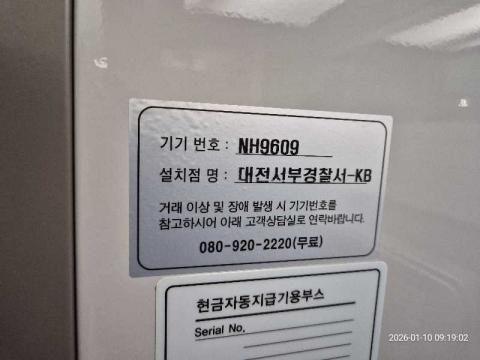 기기 번호 : NH9609
설치점 명 : 대전서부경찰서-KB
거래 이상 및 장애 발생 시 기기번호를
참고하시어 아래 고객상담실로 연락바랍니다.
080-920-2220(무료)
현금자동지급기용부스
Serial No.
2026-01-10 09:19:02